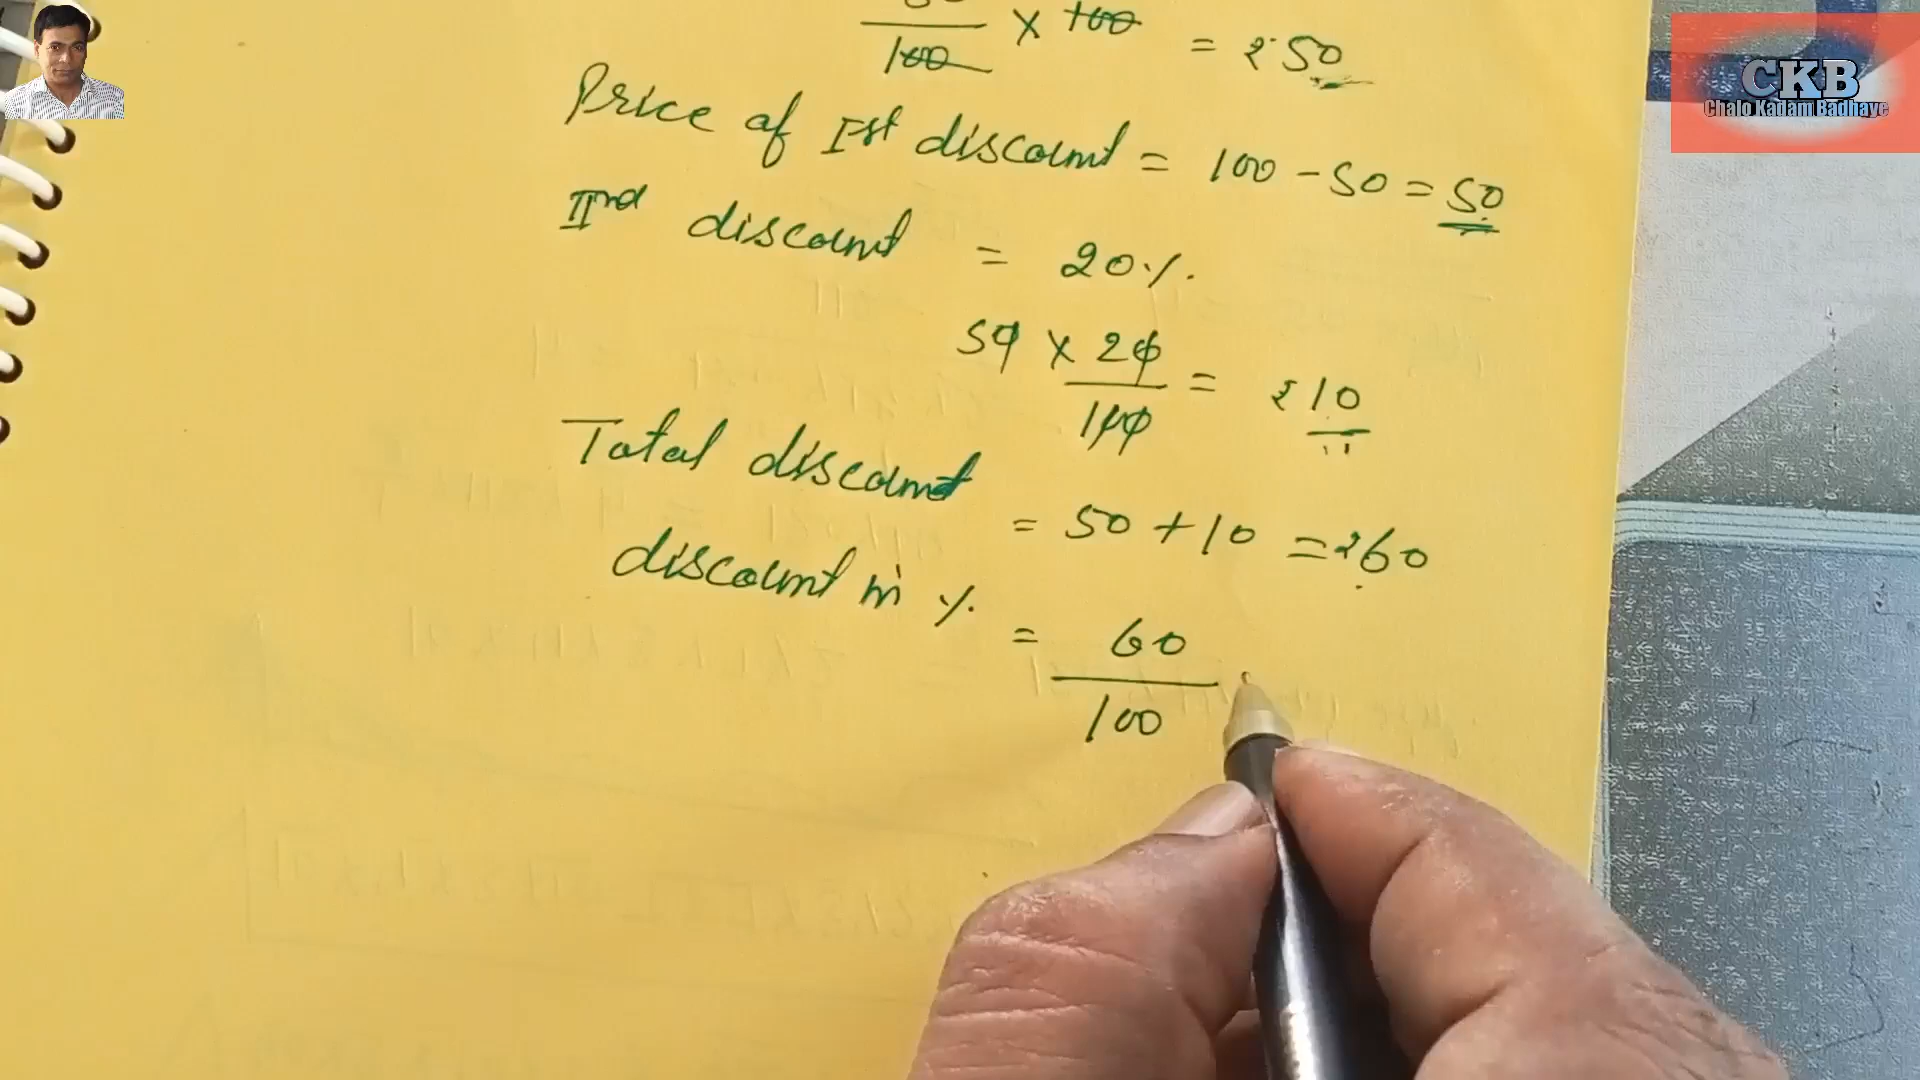 CKB
Chalo Kadam Badhaye
/100 × 100 = ₹ 50
Price of Ist discount = 100 - 50 = 50
IInd discount = 20 %.
50 × 20/100 = ₹ 10
Total discount = 50 + 10 = ₹60
discount in %. = 60/100